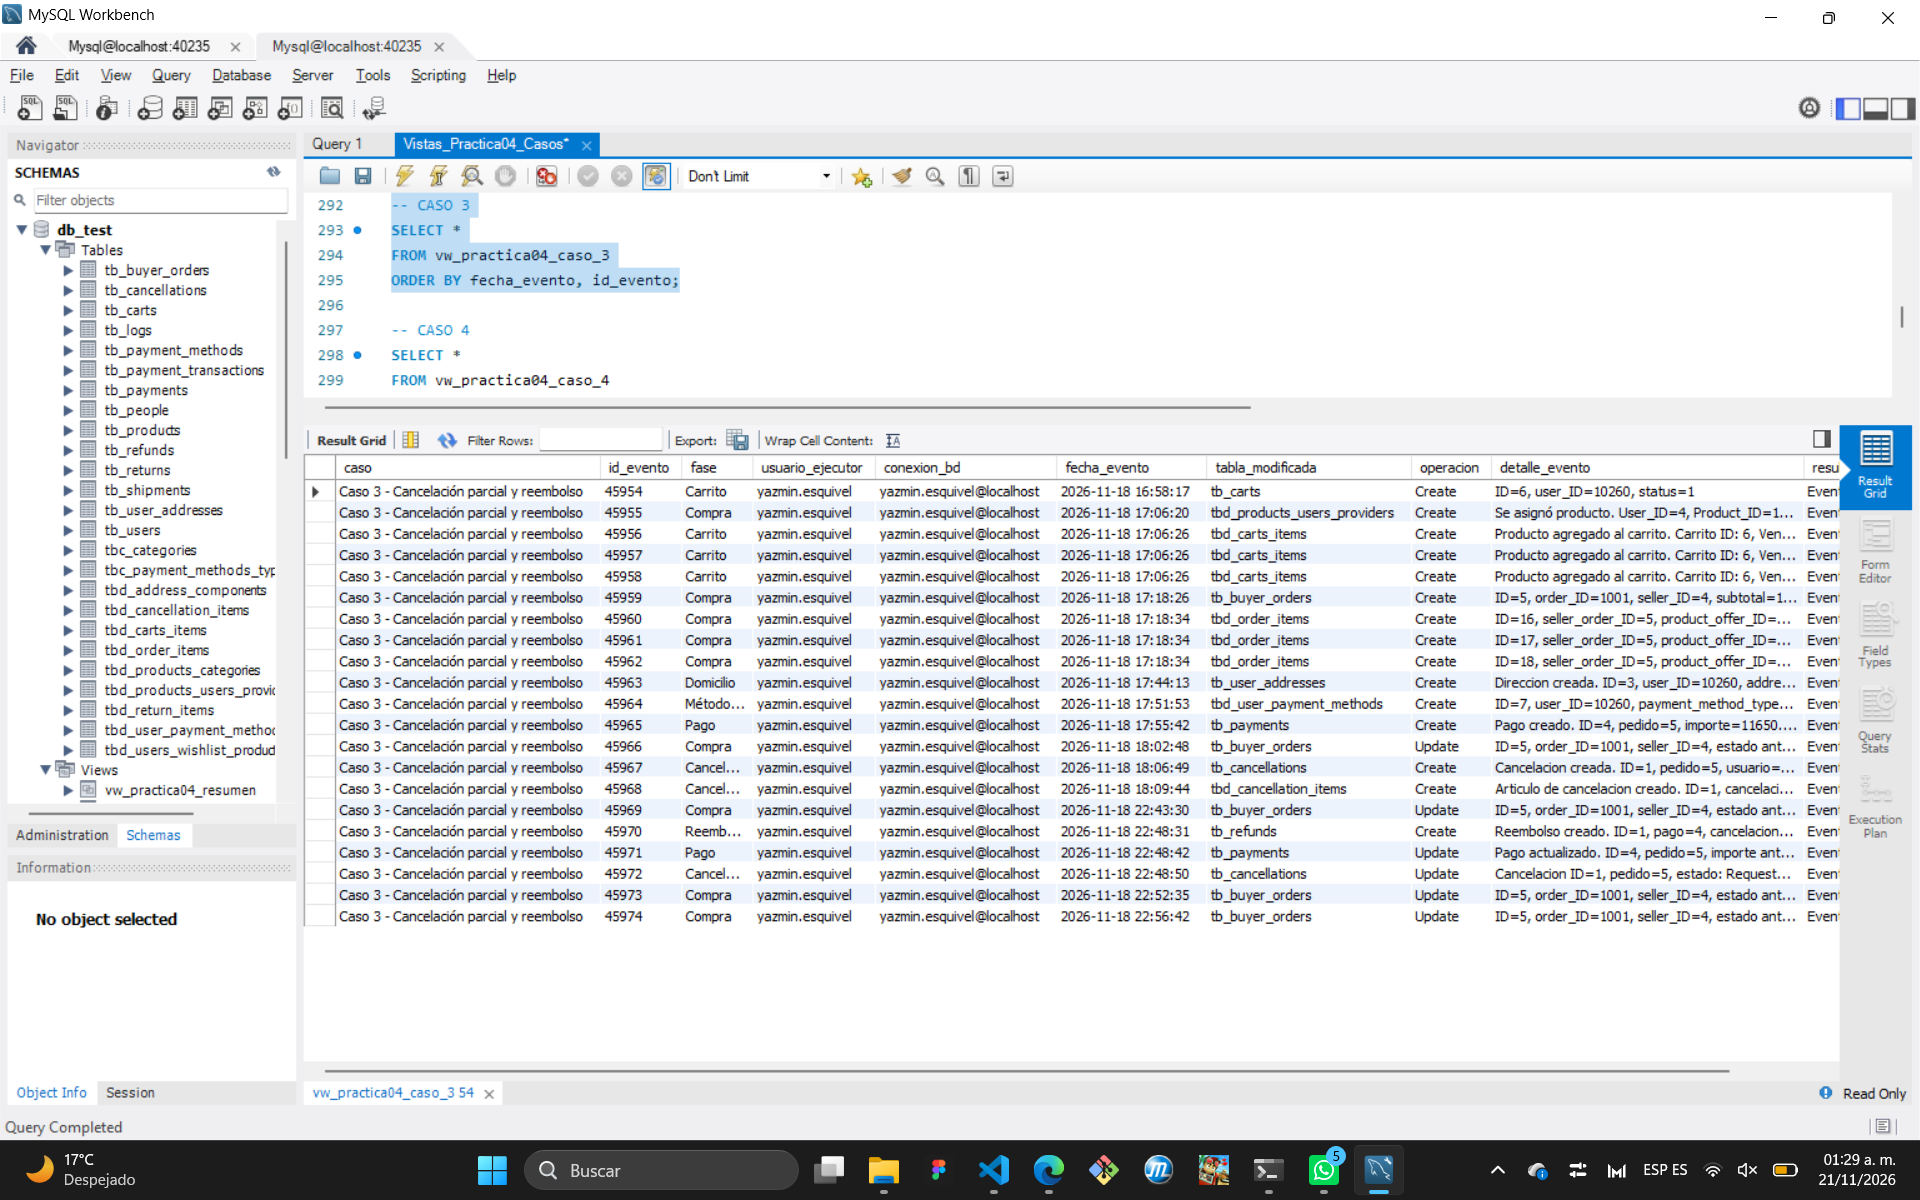 MySQL Workbench
Mysql@localhost:40235 Mysql@localhost:40235
File Edit View Query Database Server Tools Scripting Help
Navigator Query 1 Vistas_Practica04_Casos*
SCHEMAS
Don't Limit
Filter objects
db_test
Tables
tb_buyer_orders
tb_cancellations
tb_carts
tb_logs
tb_payment_methods
tb_payment_transactions
tb_payments
tb_people
tb_products
tb_refunds
tb_returns
tb_shipments
tb_user_addresses
tb_users
tbc_categories
tbc_payment_methods_typ
tbd_address_components
tbd_cancellation_items
tbd_carts_items
tbd_order_items
tbd_products_categories
tbd_products_users_provid
tbd_return_items
tbd_user_payment_method
tbd_users_wishlist_product
Views
vw_practica04_resumen
Administration Schemas
Information
No object selected
Object Info Session
292 -- CASO 3
293 SELECT *
294 FROM vw_practica04_caso_3
295 ORDER BY fecha_evento, id_evento;
296
297 -- CASO 4
298 SELECT *
299 FROM vw_practica04_caso_4
Result Grid Filter Rows: Export: Wrap Cell Content:
caso id_evento fase usuario_ejecutor conexion_bd fecha_evento tabla_modificada operacion detalle_evento resu
Caso 3 - Cancelación parcial y reembolso 45954 Carrito yazmin.esquivel yazmin.esquivel@localhost 2026-11-18 16:58:17 tb_carts Create ID=6, user_ID=10260, status=1 Even
Caso 3 - Cancelación parcial y reembolso 45955 Compra yazmin.esquivel yazmin.esquivel@localhost 2026-11-18 17:06:20 tbd_products_users_providers Create Se asignó producto. User_ID=4, Product_ID=1... Even
Caso 3 - Cancelación parcial y reembolso 45956 Carrito yazmin.esquivel yazmin.esquivel@localhost 2026-11-18 17:06:26 tbd_carts_items Create Producto agregado al carrito. Carrito ID: 6, Ven... Even
Caso 3 - Cancelación parcial y reembolso 45957 Carrito yazmin.esquivel yazmin.esquivel@localhost 2026-11-18 17:06:26 tbd_carts_items Create Producto agregado al carrito. Carrito ID: 6, Ven... Even
Caso 3 - Cancelación parcial y reembolso 45958 Carrito yazmin.esquivel yazmin.esquivel@localhost 2026-11-18 17:06:26 tbd_carts_items Create Producto agregado al carrito. Carrito ID: 6, Ven... Even
Caso 3 - Cancelación parcial y reembolso 45959 Compra yazmin.esquivel yazmin.esquivel@localhost 2026-11-18 17:18:26 tb_buyer_orders Create ID=5, order_ID=1001, seller_ID=4, subtotal=1... Even
Caso 3 - Cancelación parcial y reembolso 45960 Compra yazmin.esquivel yazmin.esquivel@localhost 2026-11-18 17:18:34 tbd_order_items Create ID=16, seller_order_ID=5, product_offer_ID=... Even
Caso 3 - Cancelación parcial y reembolso 45961 Compra yazmin.esquivel yazmin.esquivel@localhost 2026-11-18 17:18:34 tbd_order_items Create ID=17, seller_order_ID=5, product_offer_ID=... Even
Caso 3 - Cancelación parcial y reembolso 45962 Compra yazmin.esquivel yazmin.esquivel@localhost 2026-11-18 17:18:34 tbd_order_items Create ID=18, seller_order_ID=5, product_offer_ID=... Even
Caso 3 - Cancelación parcial y reembolso 45963 Domicilio yazmin.esquivel yazmin.esquivel@localhost 2026-11-18 17:44:13 tb_user_addresses Create Direccion creada. ID=3, user_ID=10260, addre... Even
Caso 3 - Cancelación parcial y reembolso 45964 Método... yazmin.esquivel yazmin.esquivel@localhost 2026-11-18 17:51:53 tbd_user_payment_methods Create ID=7, user_ID=10260, payment_method_type... Even
Caso 3 - Cancelación parcial y reembolso 45965 Pago yazmin.esquivel yazmin.esquivel@localhost 2026-11-18 17:55:42 tb_payments Create Pago creado. ID=4, pedido=5, importe=11650.... Even
Caso 3 - Cancelación parcial y reembolso 45966 Compra yazmin.esquivel yazmin.esquivel@localhost 2026-11-18 18:02:48 tb_buyer_orders Update ID=5, order_ID=1001, seller_ID=4, estado ant... Even
Caso 3 - Cancelación parcial y reembolso 45967 Cancel... yazmin.esquivel yazmin.esquivel@localhost 2026-11-18 18:06:49 tb_cancellations Create Cancelacion creada. ID=1, pedido=5, usuario=... Even
Caso 3 - Cancelación parcial y reembolso 45968 Cancel... yazmin.esquivel yazmin.esquivel@localhost 2026-11-18 18:09:44 tbd_cancellation_items Create Articulo de cancelacion creado. ID=1, cancelaci... Even
Caso 3 - Cancelación parcial y reembolso 45969 Compra yazmin.esquivel yazmin.esquivel@localhost 2026-11-18 22:43:30 tb_buyer_orders Update ID=5, order_ID=1001, seller_ID=4, estado ant... Even
Caso 3 - Cancelación parcial y reembolso 45970 Reemb... yazmin.esquivel yazmin.esquivel@localhost 2026-11-18 22:48:31 tb_refunds Create Reembolso creado. ID=1, pago=4, cancelacion... Even
Caso 3 - Cancelación parcial y reembolso 45971 Pago yazmin.esquivel yazmin.esquivel@localhost 2026-11-18 22:48:42 tb_payments Update Pago actualizado. ID=4, pedido=5, importe ant... Even
Caso 3 - Cancelación parcial y reembolso 45972 Cancel... yazmin.esquivel yazmin.esquivel@localhost 2026-11-18 22:48:50 tb_cancellations Update Cancelacion ID=1, pedido=5, estado: Request... Even
Caso 3 - Cancelación parcial y reembolso 45973 Compra yazmin.esquivel yazmin.esquivel@localhost 2026-11-18 22:52:35 tb_buyer_orders Update ID=5, order_ID=1001, seller_ID=4, estado ant... Even
Caso 3 - Cancelación parcial y reembolso 45974 Compra yazmin.esquivel yazmin.esquivel@localhost 2026-11-18 22:56:42 tb_buyer_orders Update ID=5, order_ID=1001, seller_ID=4, estado ant... Even
Result
Grid
Form
Editor
Field
Types
Query
Stats
Execution
Plan
vw_practica04_caso_3 54 Read Only
Query Completed
17°C
Despejado
Buscar
5
ESP ES
01:29 a. m.
21/11/2026